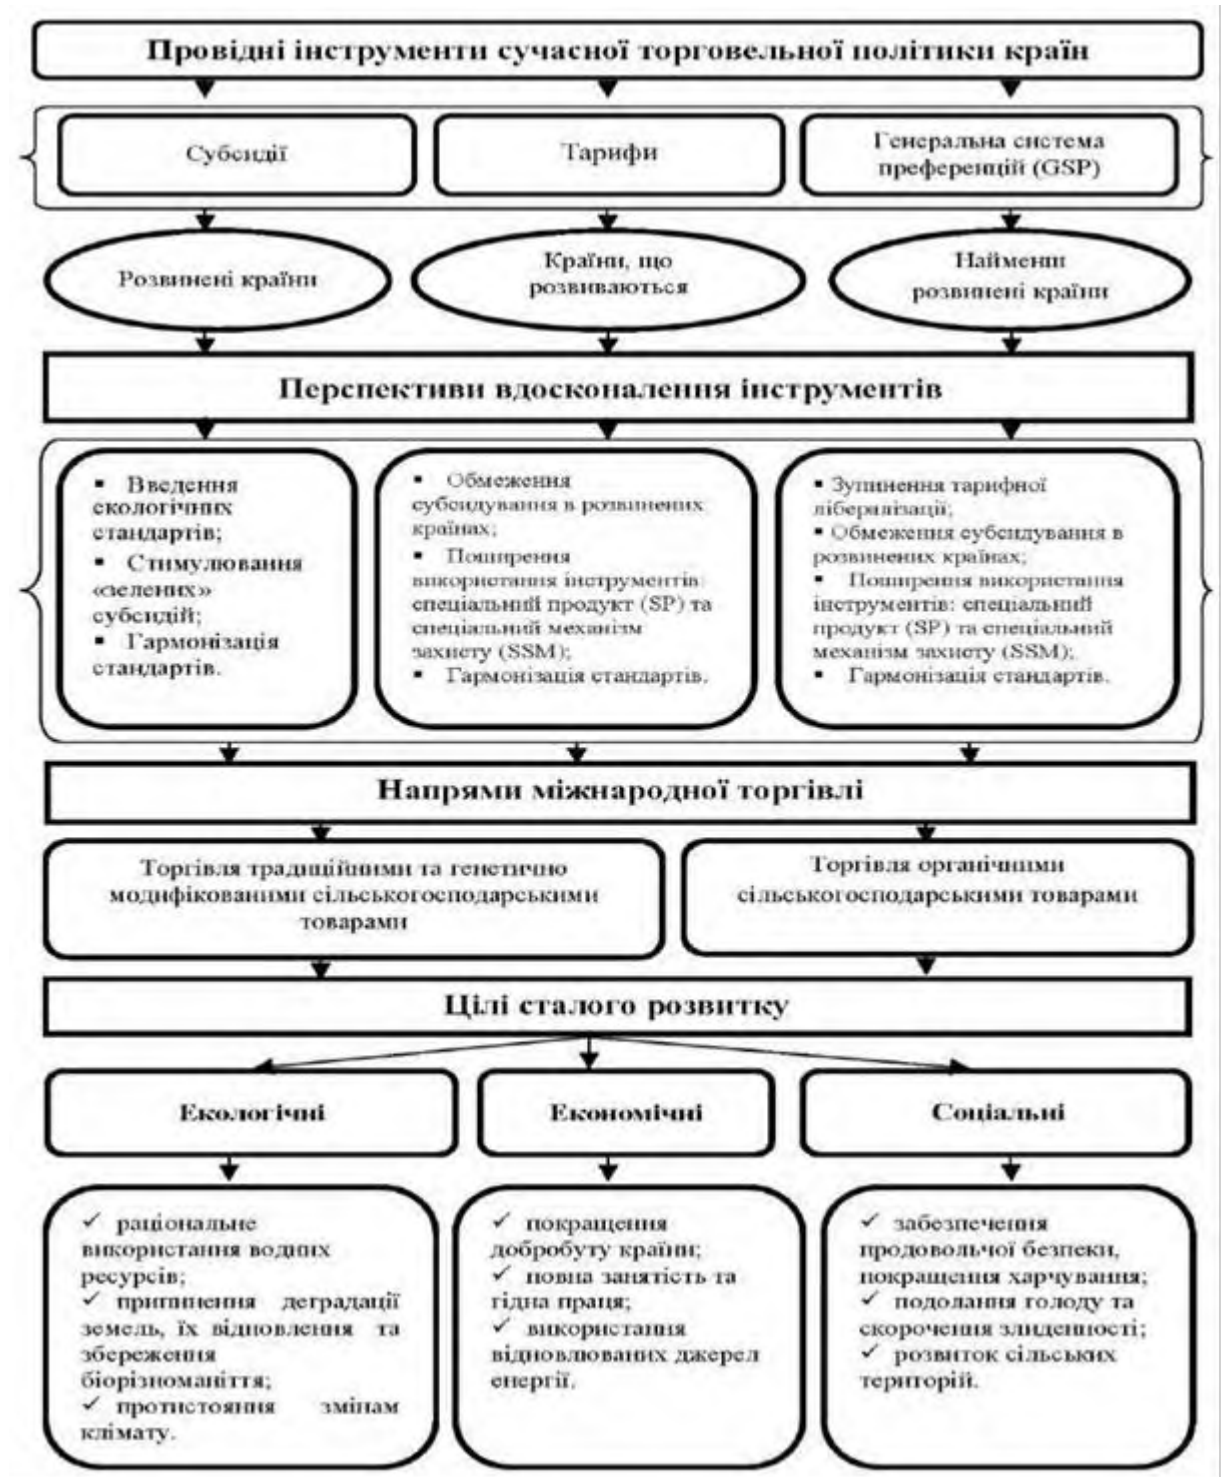 Провідні інструменти сучасної торговельної політики країн
Субсидії
Тарифи
Генеральна система
преференцій (GSP)
Розвинені країни
Країни, що
розвиваються
Найменш
розвинені країни
Перспективи вдосконалення інструментів
▪ Введення
екологічних
стандартів;
▪ Стимулювання
«зелених»
субсидій;
▪ Гармонізація
стандартів.
▪ Обмеження
субсидування в розвинених
країнах;
▪ Поширення
використання інструментів:
спеціальний продукт (SP) та
спеціальний механізм
захисту (SSM);
▪ Гармонізація стандартів.
▪ Зупинення тарифної
лібералізації;
▪ Обмеження субсидування в
розвинених країнах;
▪ Поширення використання
інструментів: спеціальний
продукт (SP) та спеціальний
механізм захисту (SSM);
▪ Гармонізація стандартів.
Напрями міжнародної торгівлі
Торгівля традиційними та генетично
модифікованими сільськогосподарськими
товарами
Торгівля органічними
сільськогосподарськими товарами
Цілі сталого розвитку
Екологічні
Економічні
Соціальні
✓ раціональне
використання водних
ресурсів;
✓ припинення деградації
земель, їх відновлення та
збереження
біорізноманіття;
✓ протистояння змінам
клімату.
✓ покращення
добробуту країни;
✓ повна занятість та
гідна праця;
✓ використання
відновлюваних джерел
енергії.
✓ забезпечення
продовольчої безпеки,
покращення харчування;
✓ подолання голоду та
скорочення злиденності;
✓ розвиток сільських
територій.